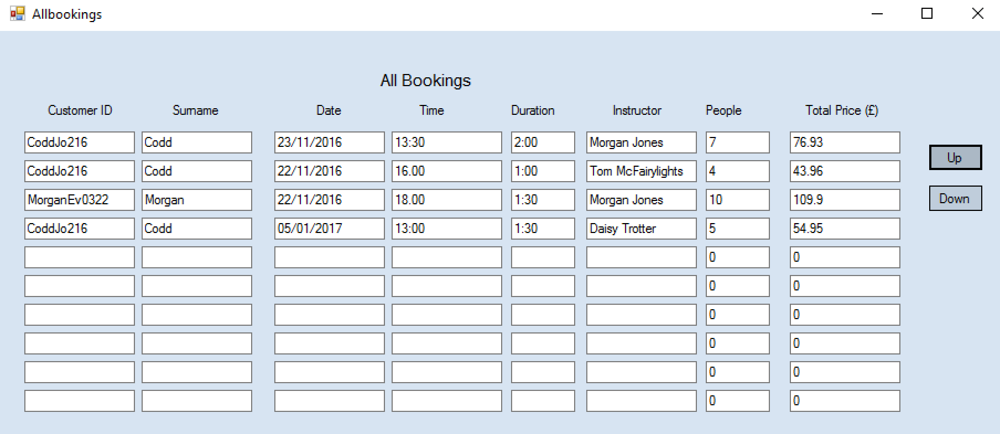 Allbookings
All Bookings
Customer ID Surname Date Time Duration Instructor People Total Price (£)
CoddJo216 Codd 23/11/2016 13:30 2:00 Morgan Jones 7 76.93
Up
CoddJo216 Codd 22/11/2016 16.00 1:00 Tom McFairylights 4 43.96
MorganEv0322 Morgan 22/11/2016 18.00 1:30 Morgan Jones 10 109.9
Down
CoddJo216 Codd 05/01/2017 13:00 1:30 Daisy Trotter 5 54.95
0 0
0 0
0 0
0 0
0 0
0 0